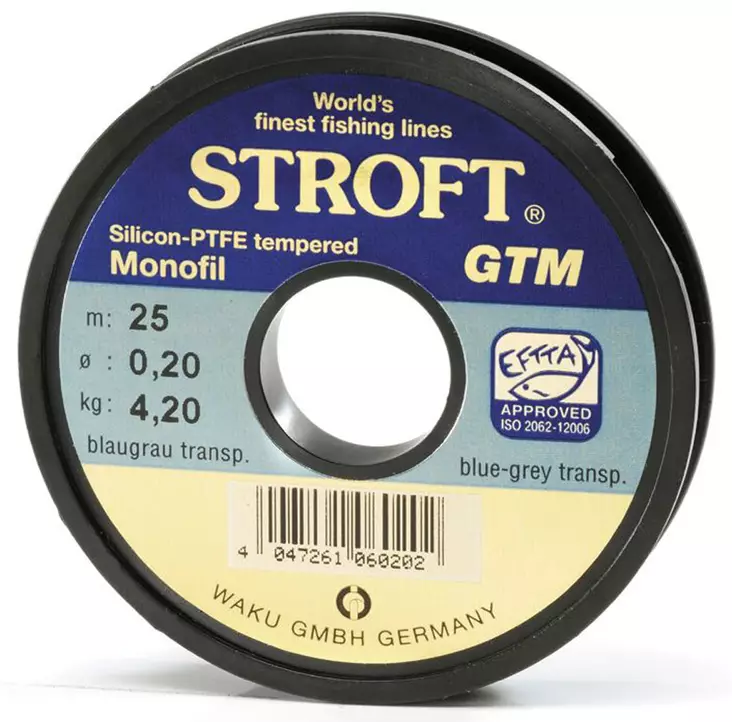 World's
finest fishing lines
STROFT®
Silicon-PTFE tempered
Monofil
GTM
m: 25
ø : 0,20
kg: 4,20
blaugrau transp.
EFTTA
APPROVED
ISO 2062-12006
blue-grey transp.
4 047261 060202
WAKU GMBH GERMANY